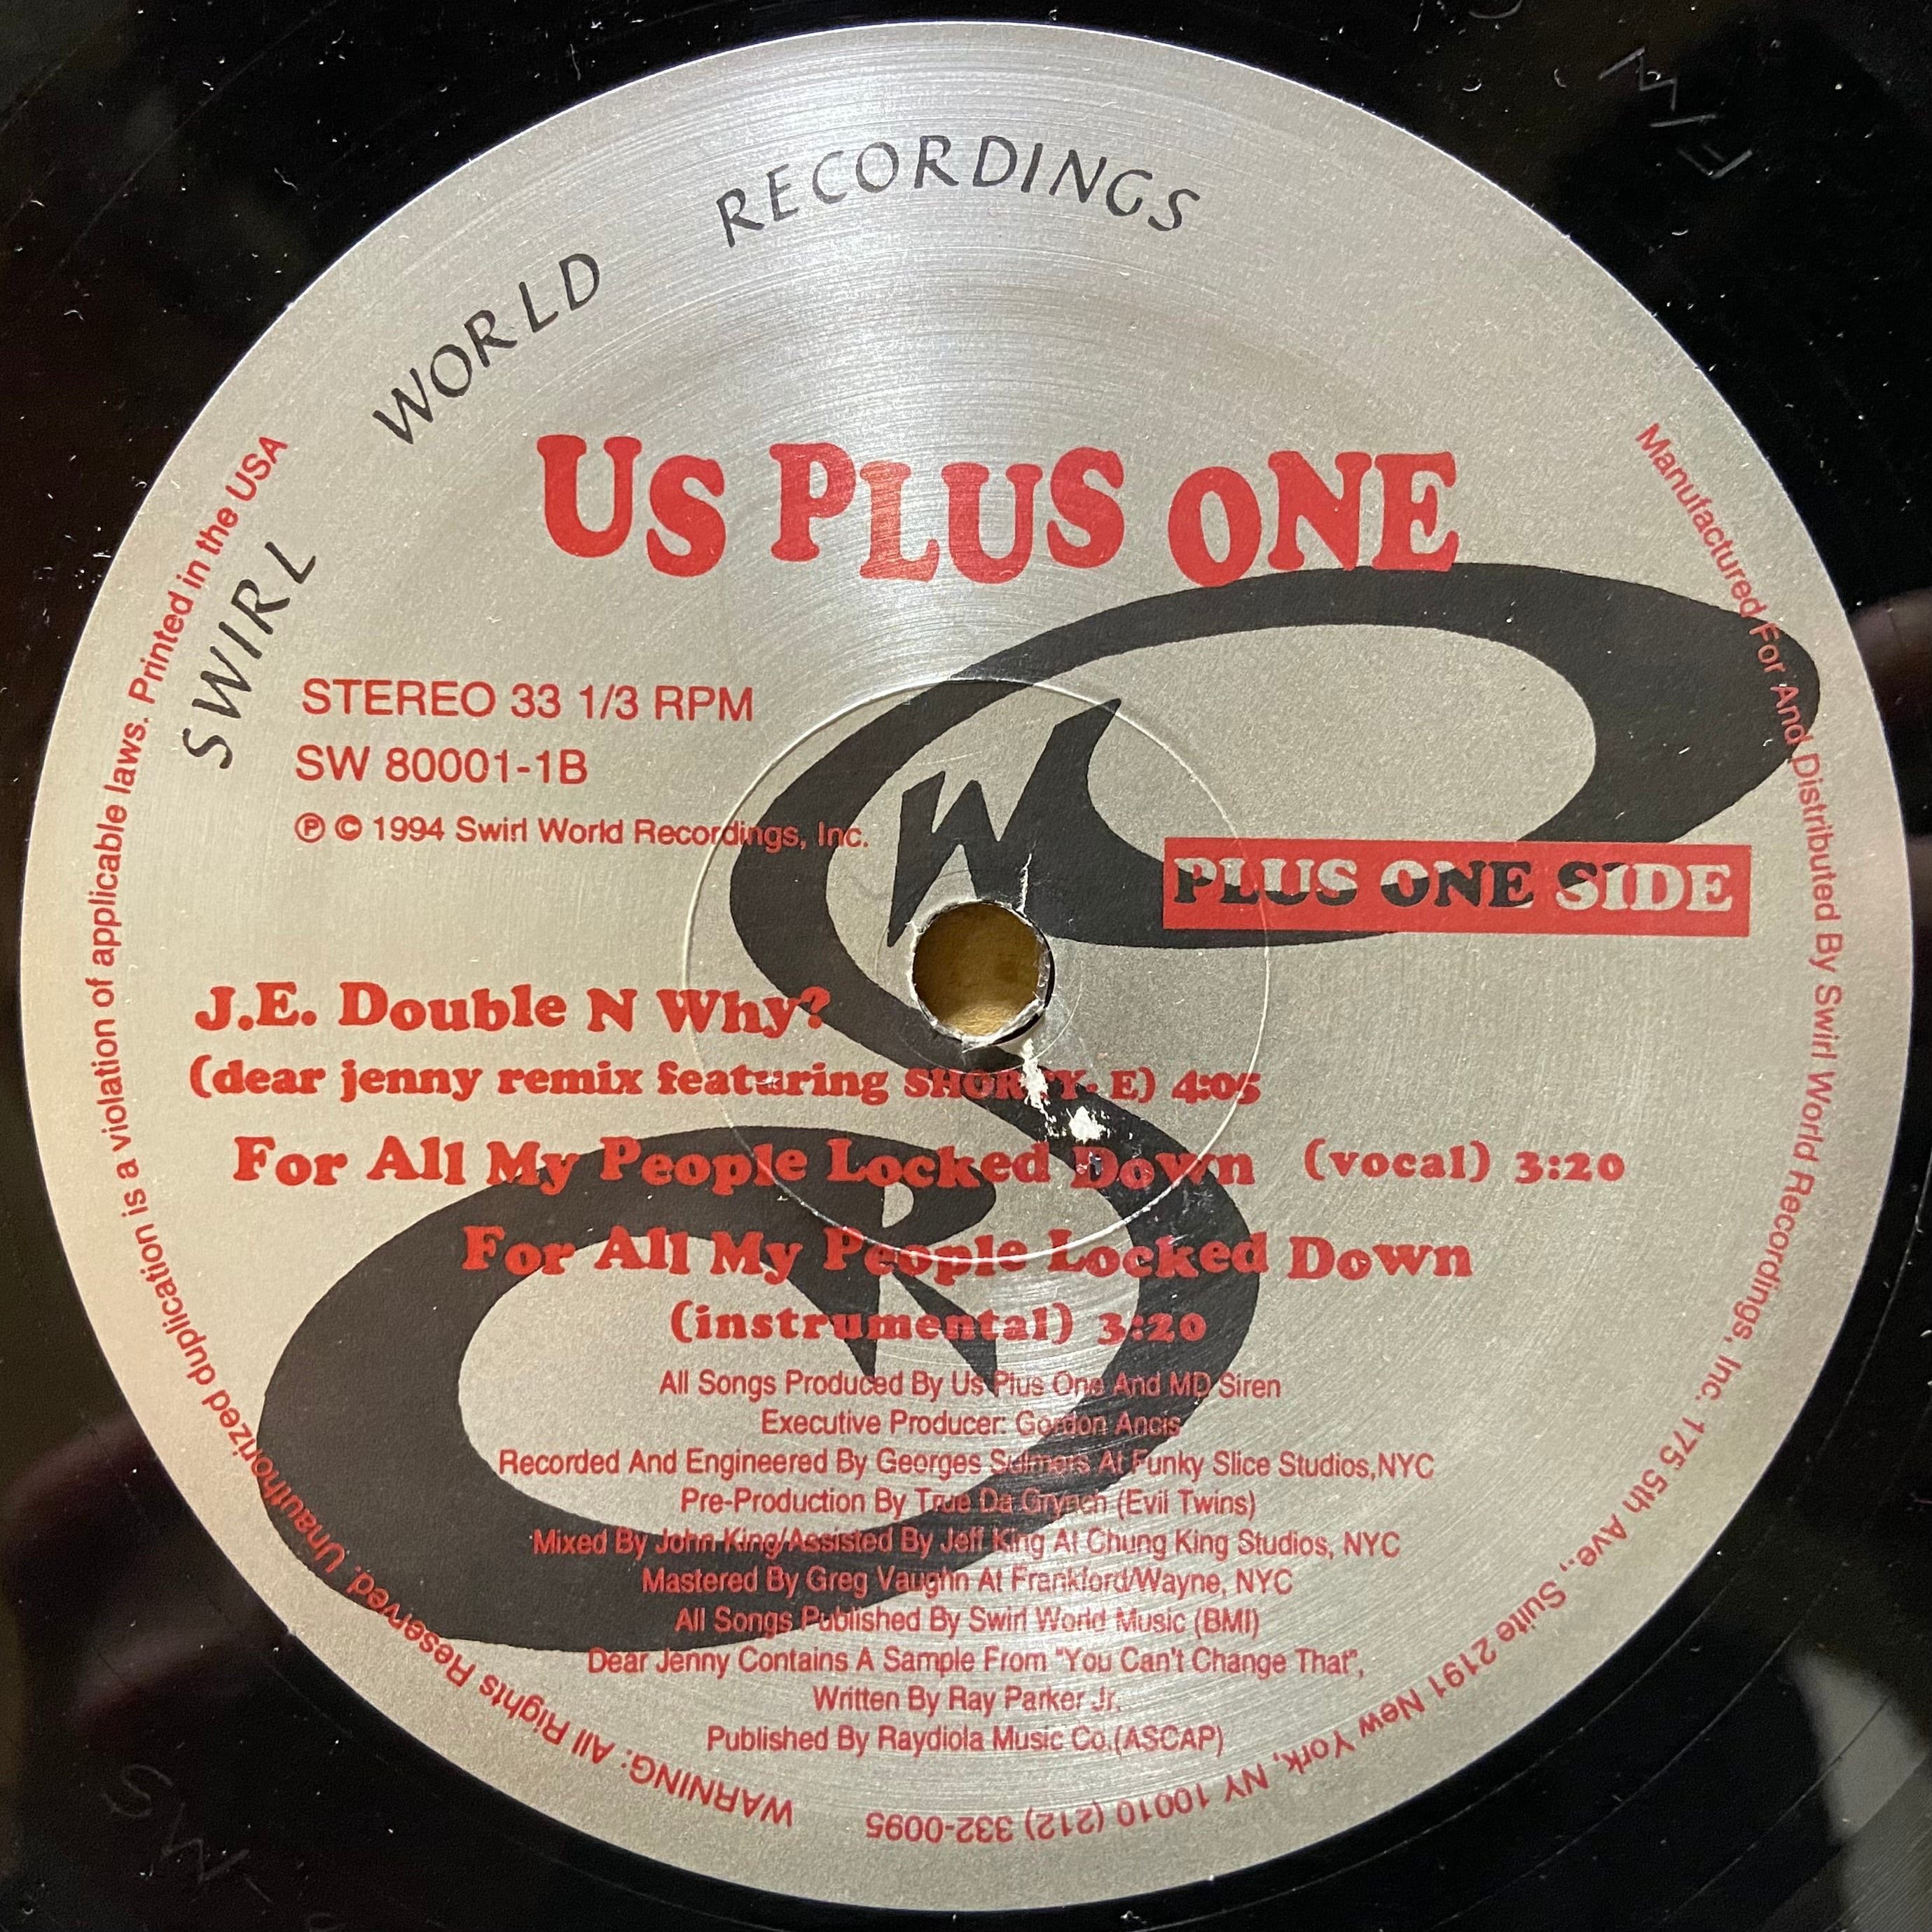 SWIRL WORLD RECORDINGS
US PLUS ONE
STEREO 33 1/3 RPM
SW 80001-1B
℗ © 1994 Swirl World Recordings, Inc.
W
PLUS ONE SIDE
J.E. Double N Why?
(dear jenny remix featuring SHORTY-E) 4:05
For All My People Locked Down (vocal) 3:20
For All My People Locked Down
(instrumental) 3:20
R
All Songs Produced By Us Plus One And MD Siren
Executive Producer: Gordon Ancis
Recorded And Engineered By Georges Sulmers At Funky Slice Studios,NYC
Pre-Production By True Da Grynch (Evil Twins)
Mixed By John King/Assisted By Jeff King At Chung King Studios, NYC
Mastered By Greg Vaughn At Frankford/Wayne, NYC
All Songs Published By Swirl World Music (BMI)
Dear Jenny Contains A Sample From "You Can't Change That",
Written By Ray Parker Jr.
Published By Raydiola Music Co.(ASCAP)
Manufactured For And Distributed By Swirl World Recordings, Inc. 175 5th Ave., Suite 2191 New York, NY 10010 (212) 332-0095
WARNING: All Rights Reserved. Unauthorized duplication is a violation of applicable laws. Printed in the USA